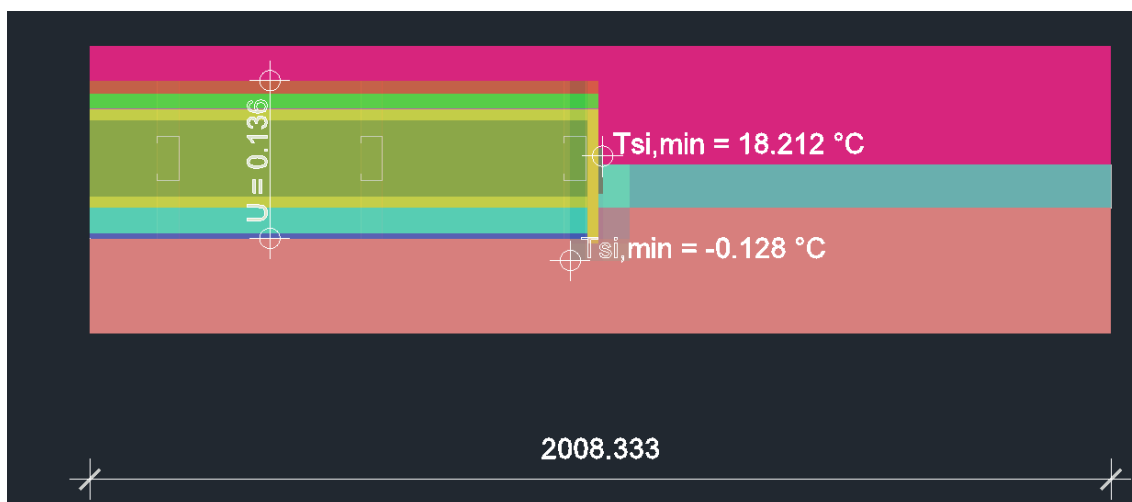 U = 0.136
Tsi,min = 18.212 °C
Tsi,min = -0.128 °C
2008.333